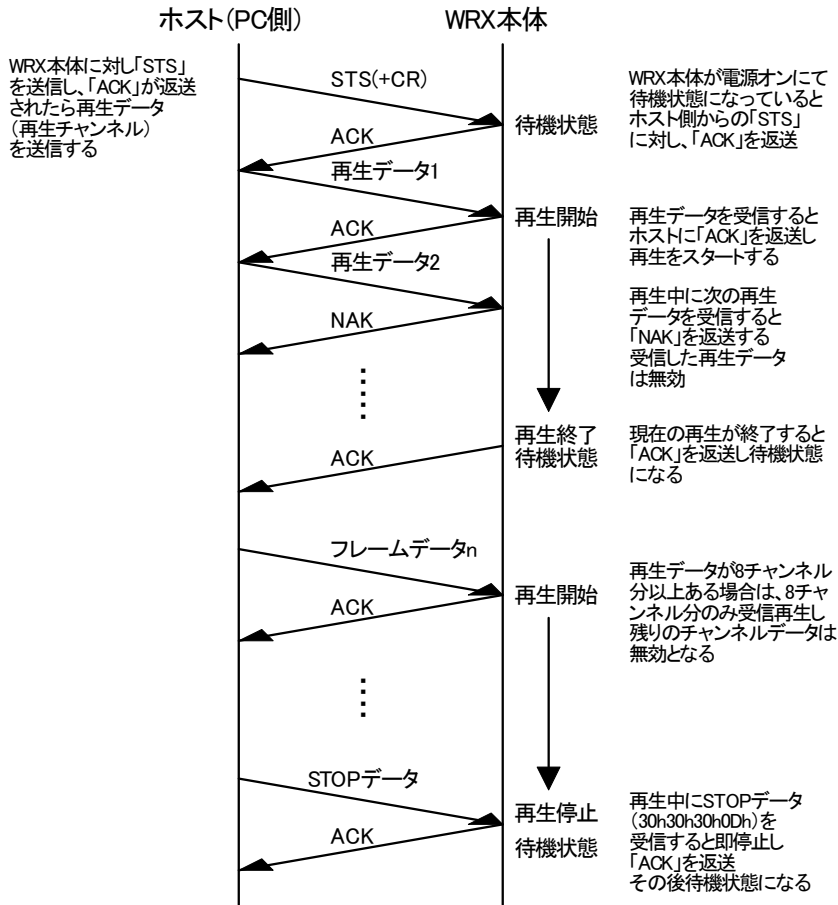 ホスト(PC側)
WRX本体
WRX本体に対し「STS」
を送信し、「ACK」が返送
されたら再生データ
(再生チャンネル)
を送信する
STS(+CR)
WRX本体が電源オンにて
待機状態になっていると
ホスト側からの「STS」
に対し、「ACK」を返送
待機状態
ACK
再生データ1
再生開始
再生データを受信すると
ホストに「ACK」を返送し
再生をスタートする
ACK
再生データ2
再生中に次の再生
データを受信すると
「NAK」を返送する
受信した再生データ
は無効
NAK
再生終了
待機状態
現在の再生が終了すると
「ACK」を返送し待機状態
になる
ACK
フレームデータn
再生開始
再生データが8チャンネル
分以上ある場合は、8チャ
ンネル分のみ受信再生し
残りのチャンネルデータは
無効となる
ACK
STOPデータ
再生停止
待機状態
再生中にSTOPデータ
(30h30h30h0Dh)を
受信すると即停止し
「ACK」を返送
その後待機状態になる
ACK